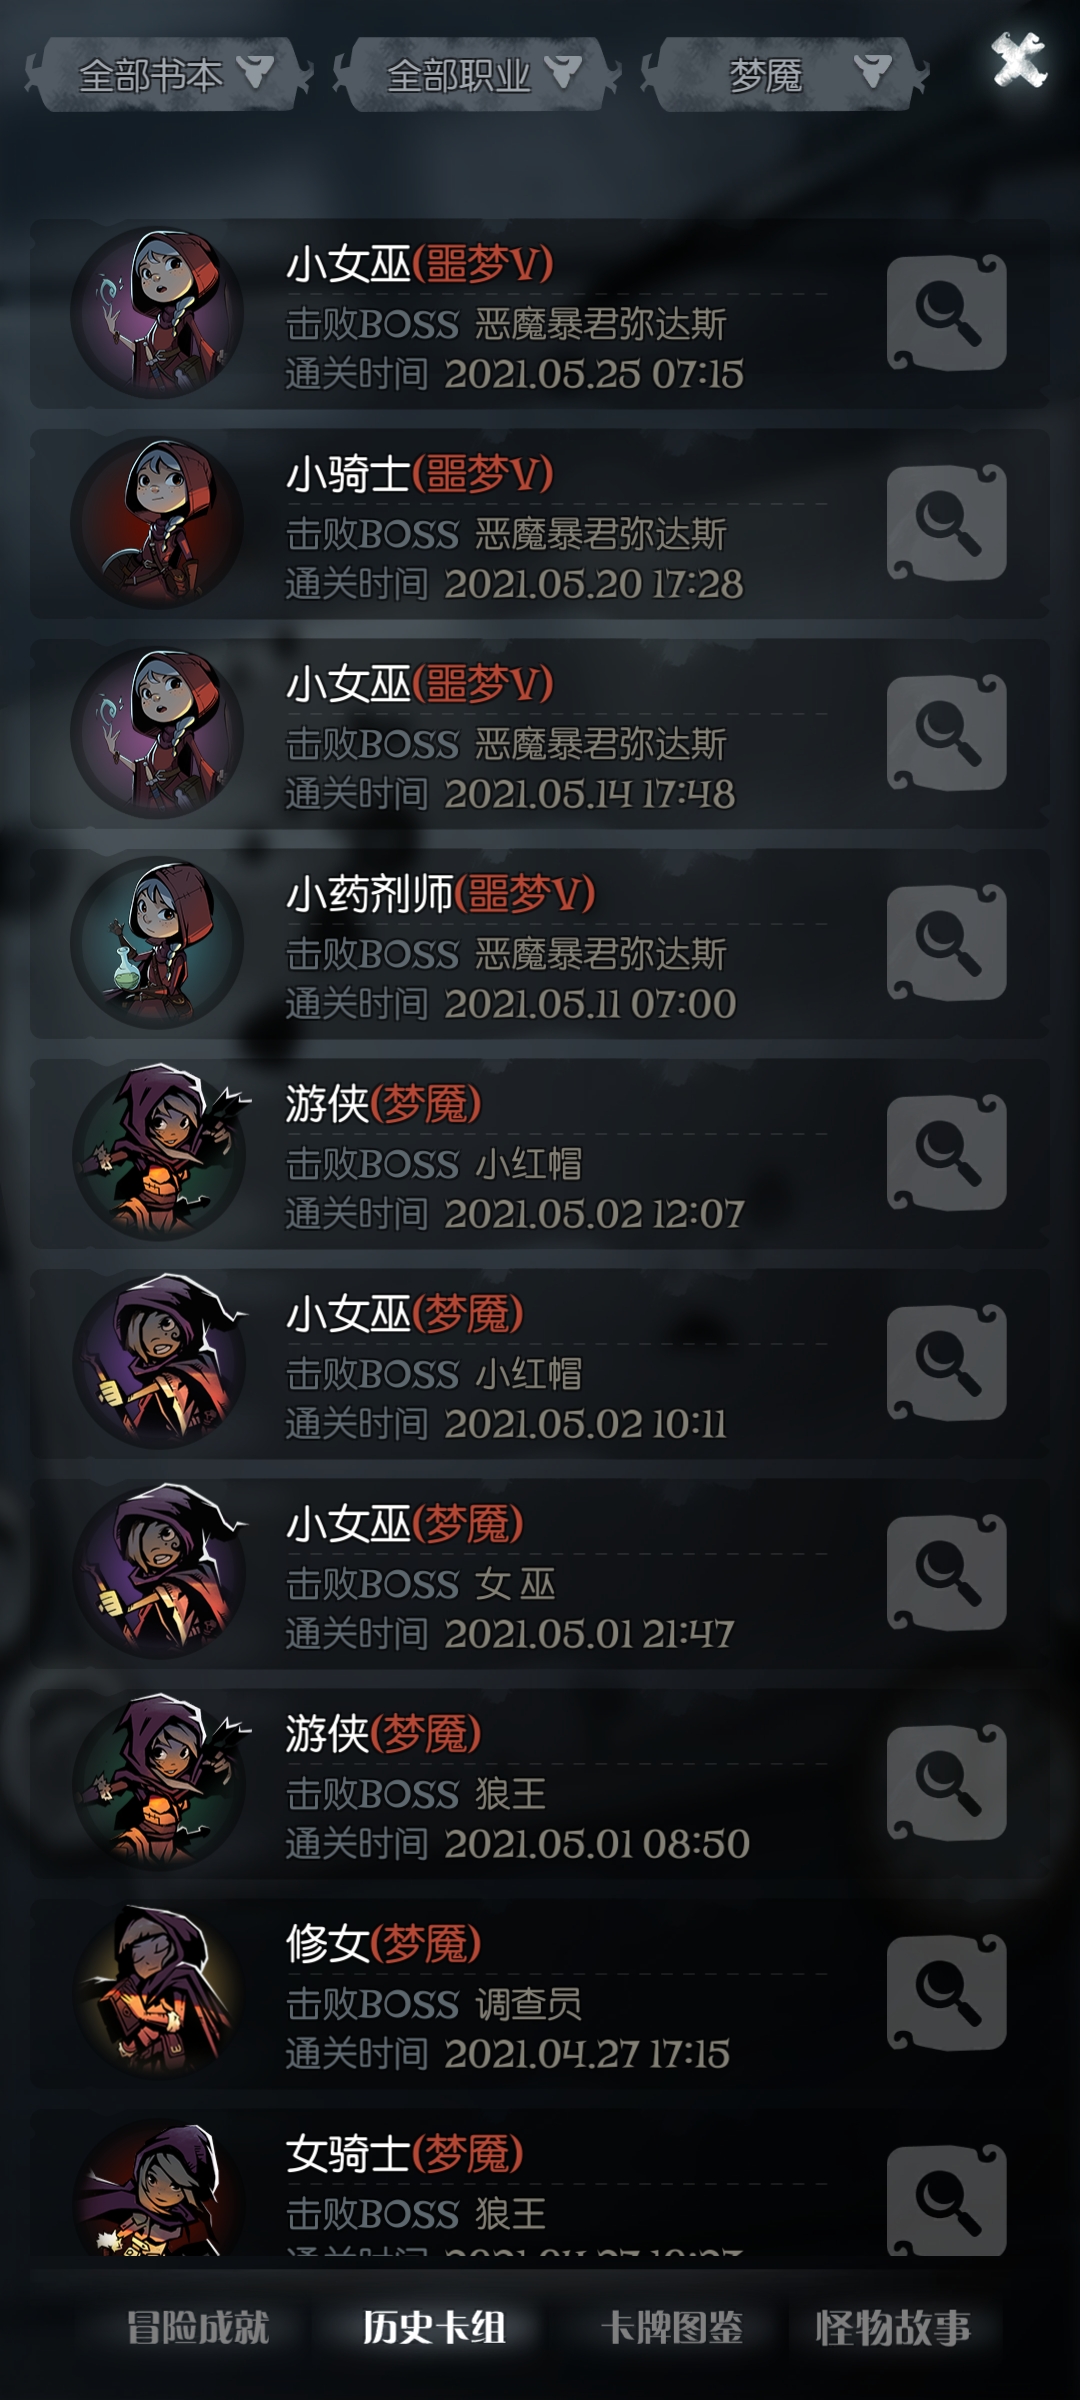 全部书本
全部职业
梦魇
小女巫(噩梦V)
击败BOSS 恶魔暴君弥达斯
通关时间 2021.05.25 07:15
小骑士(噩梦V)
击败BOSS 恶魔暴君弥达斯
通关时间 2021.05.20 17:28
小女巫(噩梦V)
击败BOSS 恶魔暴君弥达斯
通关时间 2021.05.14 17:48
小药剂师(噩梦V)
击败BOSS 恶魔暴君弥达斯
通关时间 2021.05.11 07:00
游侠(梦魇)
击败BOSS 小红帽
通关时间 2021.05.02 12:07
小女巫(梦魇)
击败BOSS 小红帽
通关时间 2021.05.02 10:11
小女巫(梦魇)
击败BOSS 女巫
通关时间 2021.05.01 21:47
游侠(梦魇)
击败BOSS 狼王
通关时间 2021.05.01 08:50
修女(梦魇)
击败BOSS 调查员
通关时间 2021.04.27 17:15
女骑士(梦魇)
击败BOSS 狼王
冒险成就
历史卡组
卡牌图鉴
怪物故事